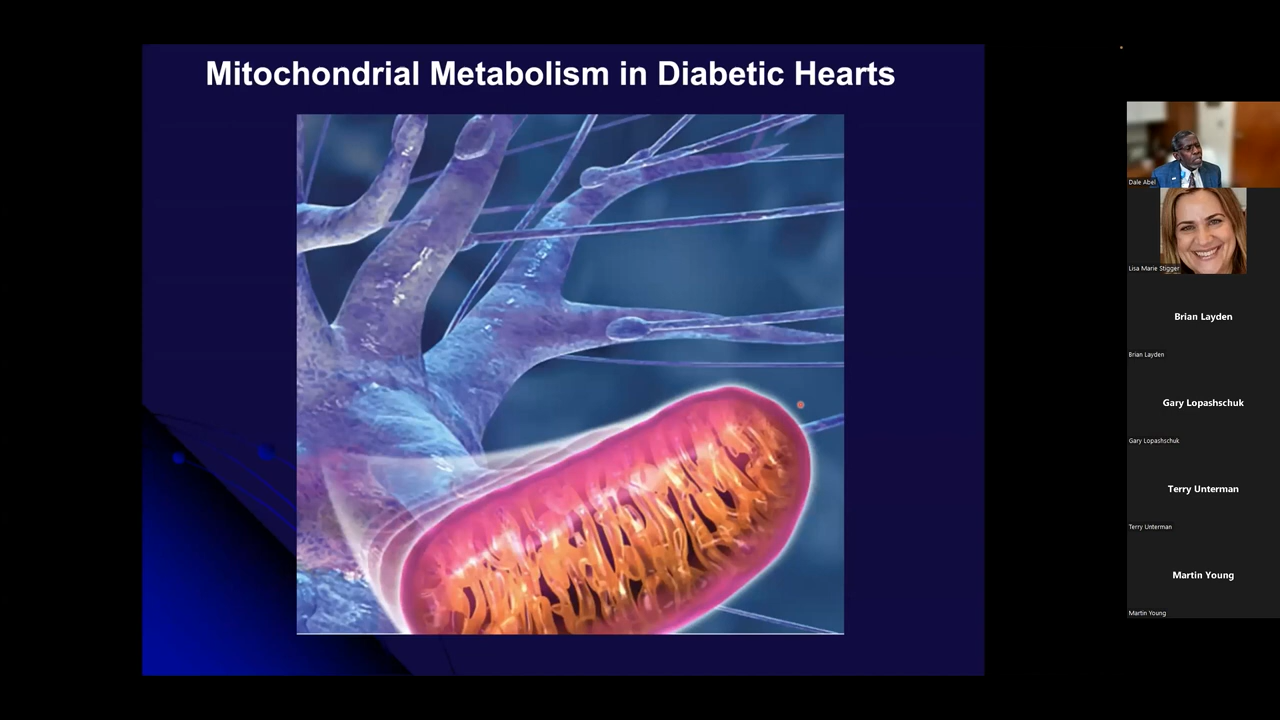 Mitochondrial Metabolism in Diabetic Hearts
Dale Abel
Lisa Marie Stigger
Brian Layden
Brian Layden
Gary Lopashschuk
Gary Lopashschuk
Terry Unterman
Terry Unterman
Martin Young
Martin Young